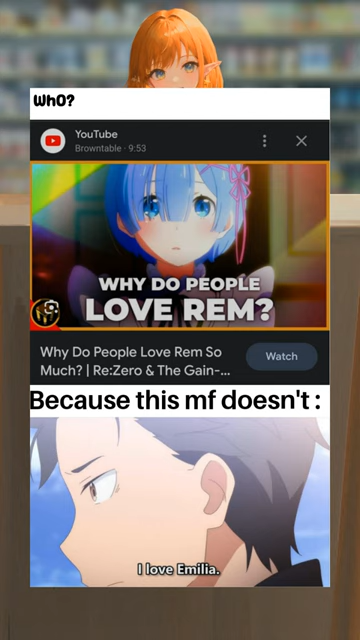 WhO?
YouTube
Browntable · 9:53
WHY DO PEOPLE
LOVE REM?
Why Do People Love Rem So
Much? | Re:Zero & The Gain-...
Watch
Because this mf doesn't :
I love Emilia.